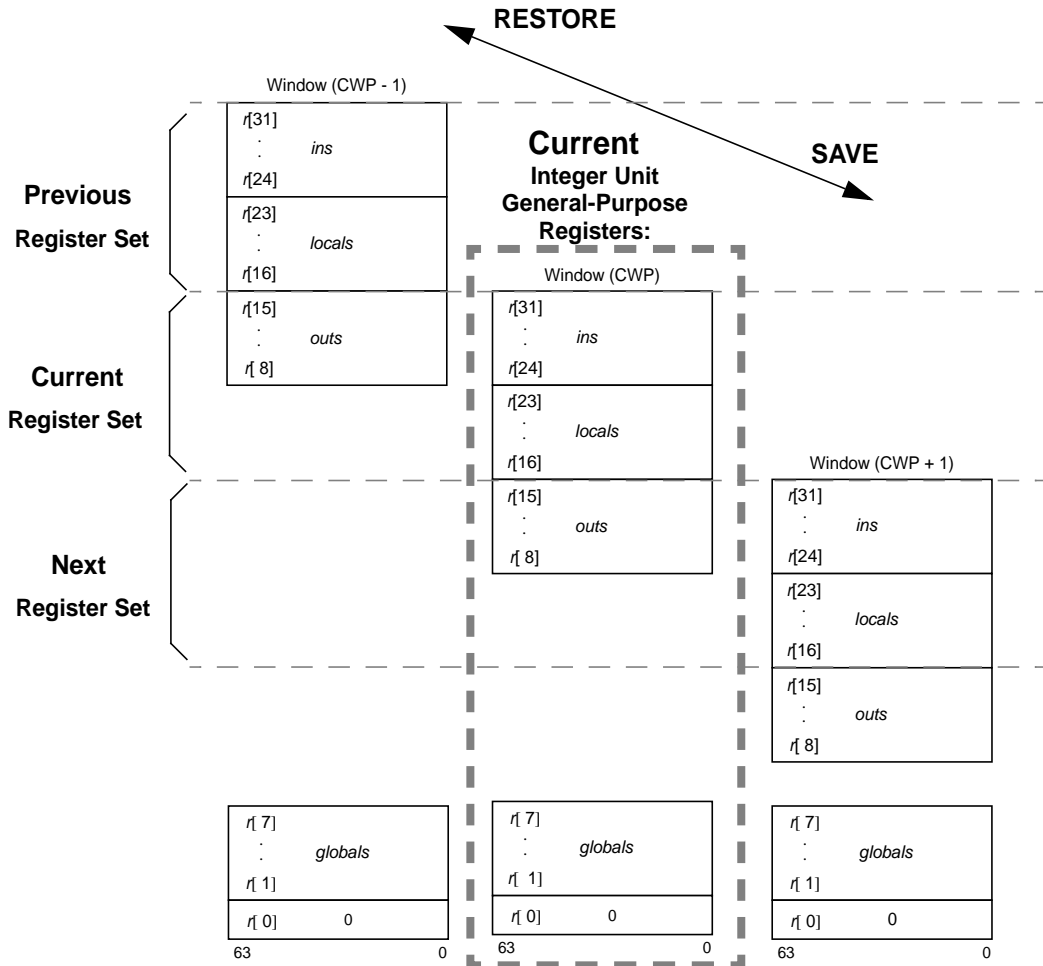 RESTORE
SAVE
Window (CWP - 1)
r[31]
.
.
ins
r[24]
r[23]
.
.
locals
r[16]
r[15]
.
.
outs
r[ 8]
Previous
Register Set
Current
Register Set
Next
Register Set
Current
Integer Unit
General-Purpose
Registers:
Window (CWP)
r[31]
.
.
ins
r[24]
r[23]
.
.
locals
r[16]
r[15]
.
.
outs
r[ 8]
Window (CWP + 1)
r[31]
.
.
ins
r[24]
r[23]
.
.
locals
r[16]
r[15]
.
.
outs
r[ 8]
r[ 7]
.
.
globals
r[ 1]
r[ 0] 0
63 0
r[ 7]
.
.
globals
r[ 1]
r[ 0] 0
63 0
r[ 7]
.
.
globals
r[ 1]
r[ 0] 0
63 0